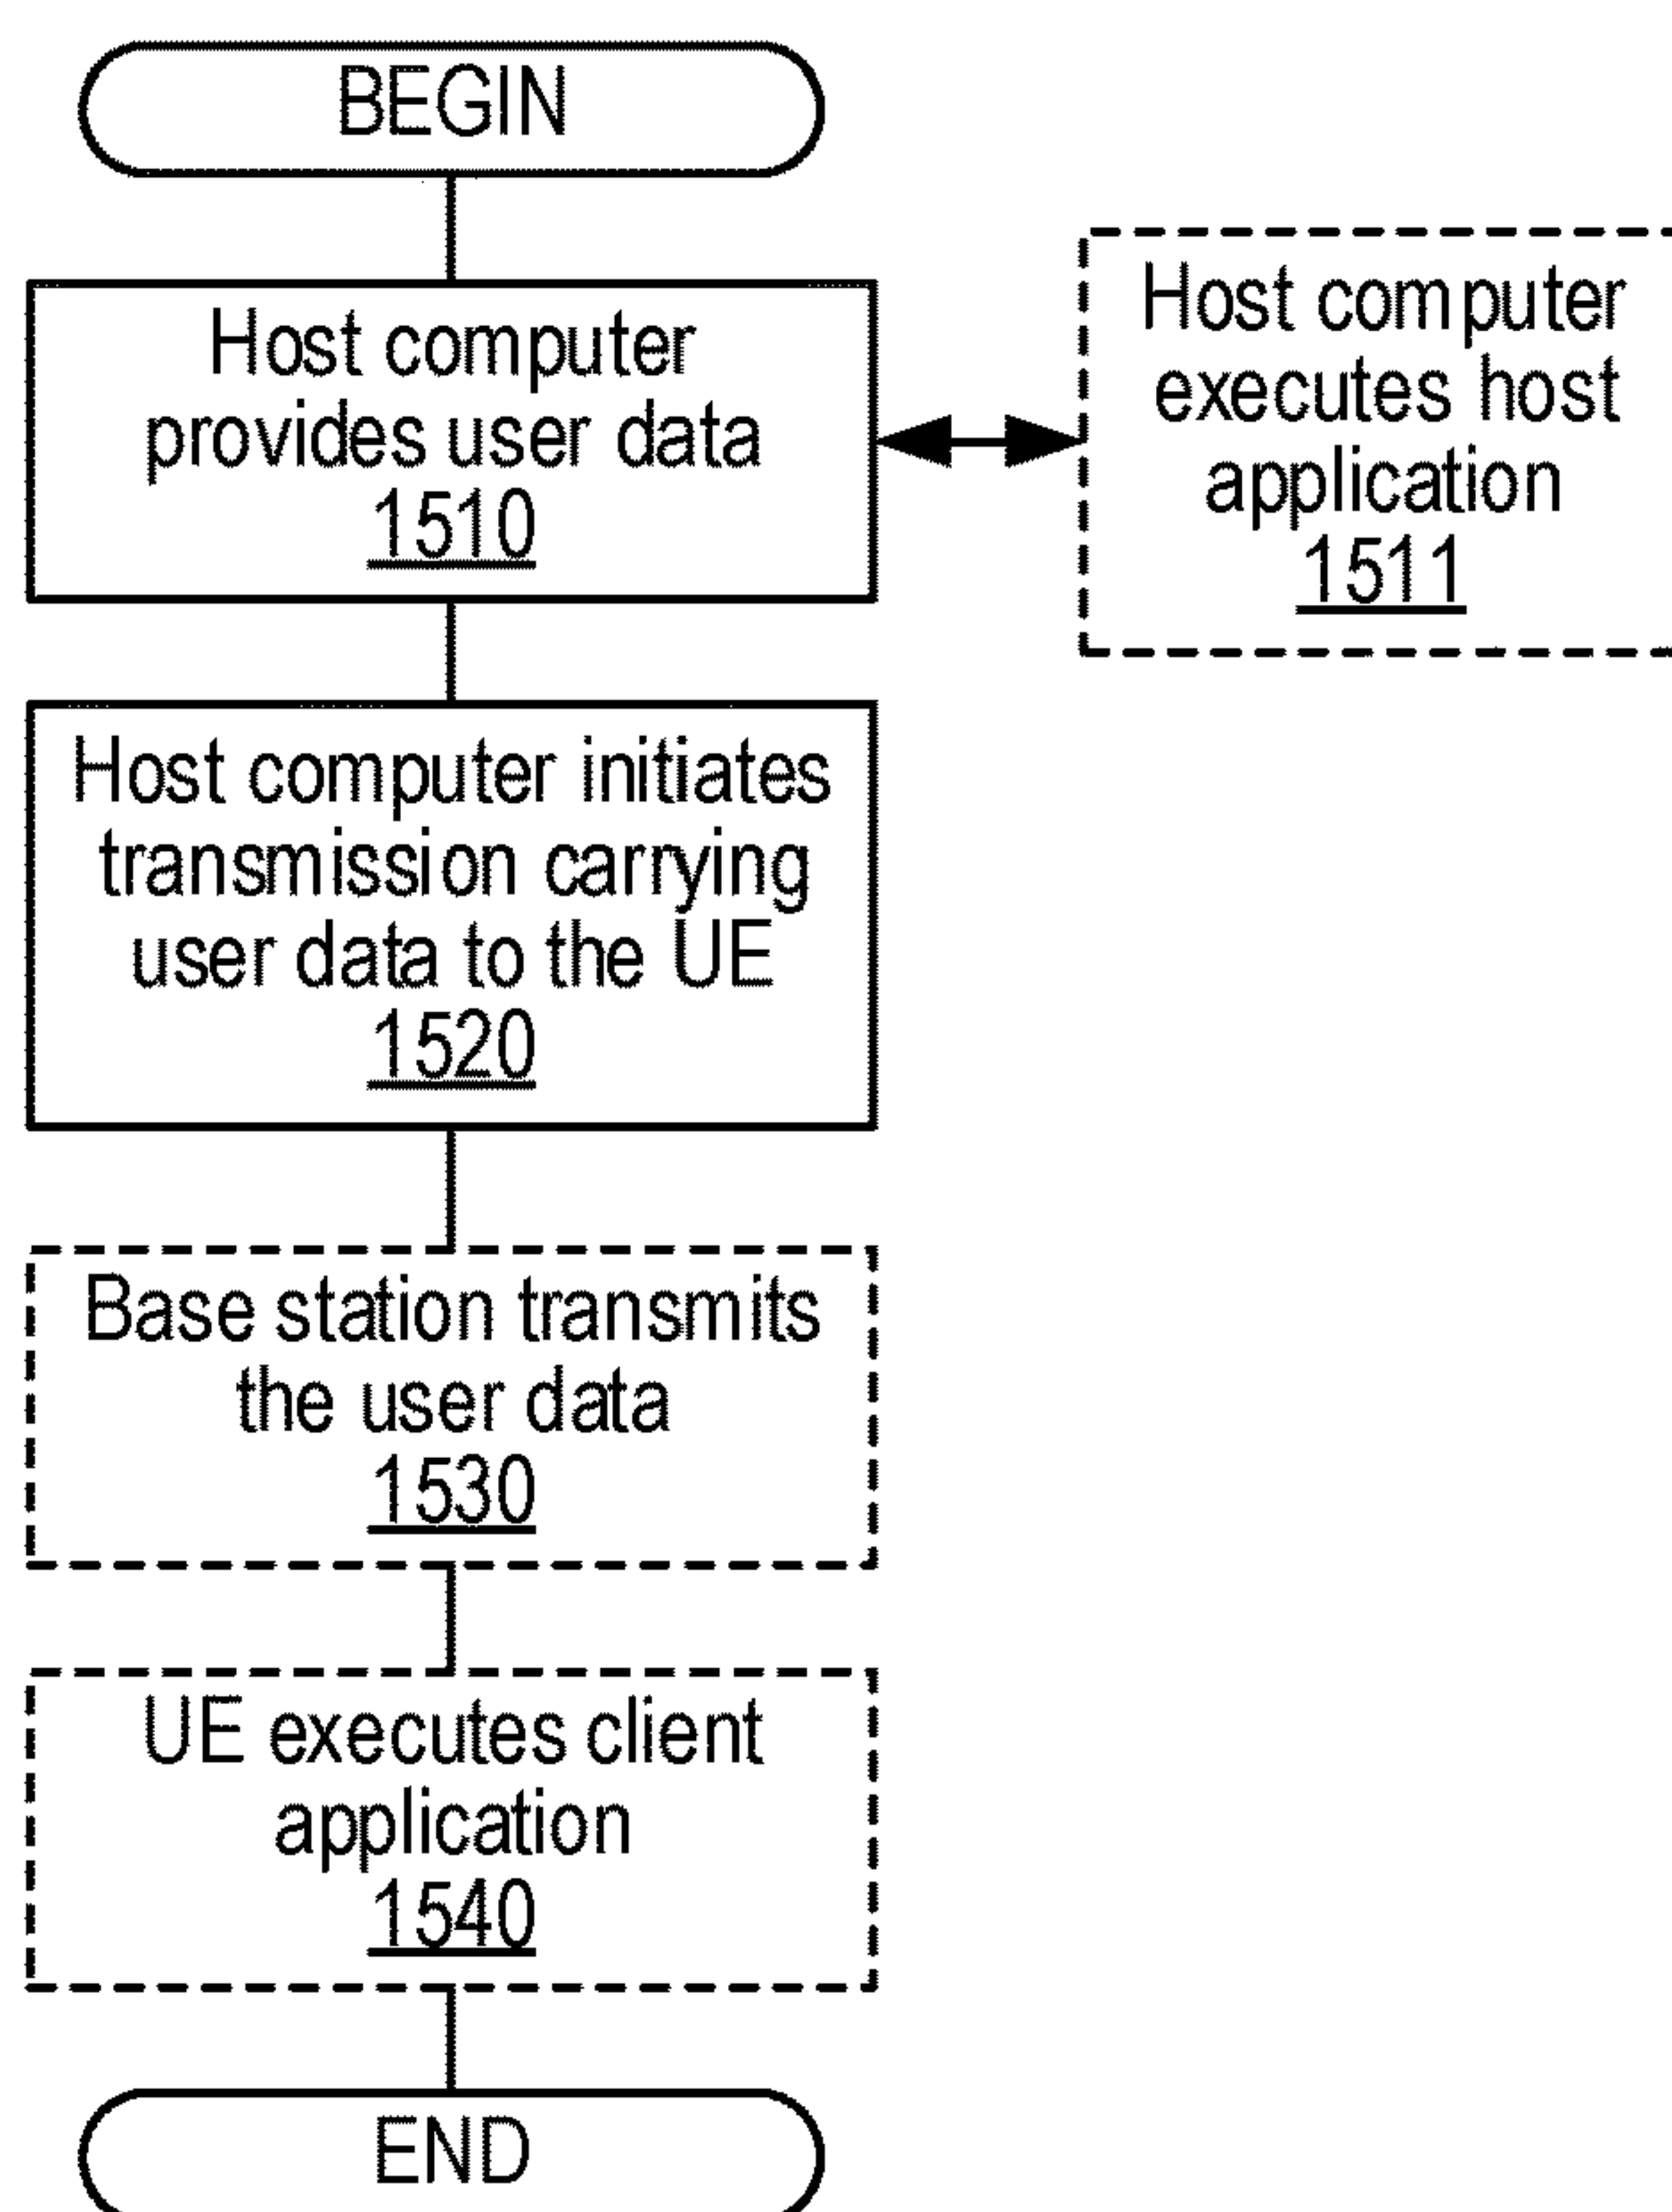 BEGIN
Host computer
provides user data
1510
Host computer
executes host
application
1511
Host computer initiates
transmission carrying
user data to the UE
1520
Base station transmits
the user data
1530
UE executes client
application
1540
END